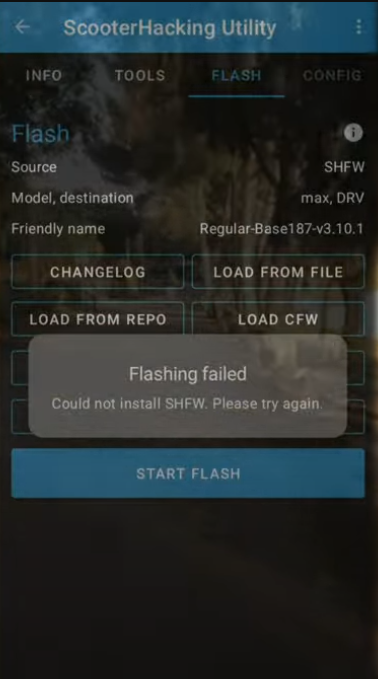 ScooterHacking Utility
INFO TOOLS FLASH CONFIG
Flash
Source SHFW
Model, destination max, DRV
Friendly name Regular-Base187-v3.10.1
CHANGELOG LOAD FROM FILE
LOAD FROM REPO LOAD CFW
Flashing failed
Could not install SHFW. Please try again.
START FLASH